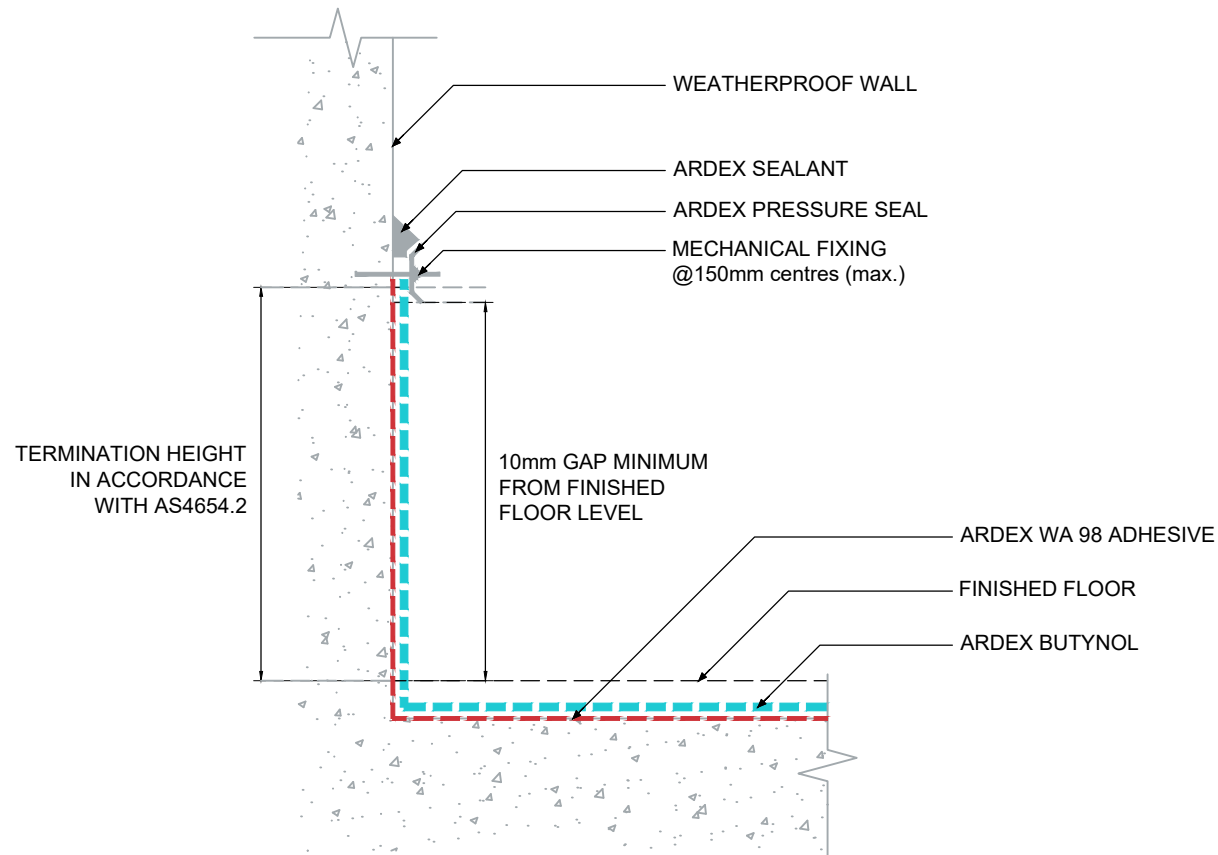 WEATHERPROOF WALL
ARDEX SEALANT
ARDEX PRESSURE SEAL
MECHANICAL FIXING
@150mm centres (max.)
TERMINATION HEIGHT
IN ACCORDANCE
WITH AS4654.2
10mm GAP MINIMUM
FROM FINISHED
FLOOR LEVEL
ARDEX WA 98 ADHESIVE
FINISHED FLOOR
ARDEX BUTYNOL